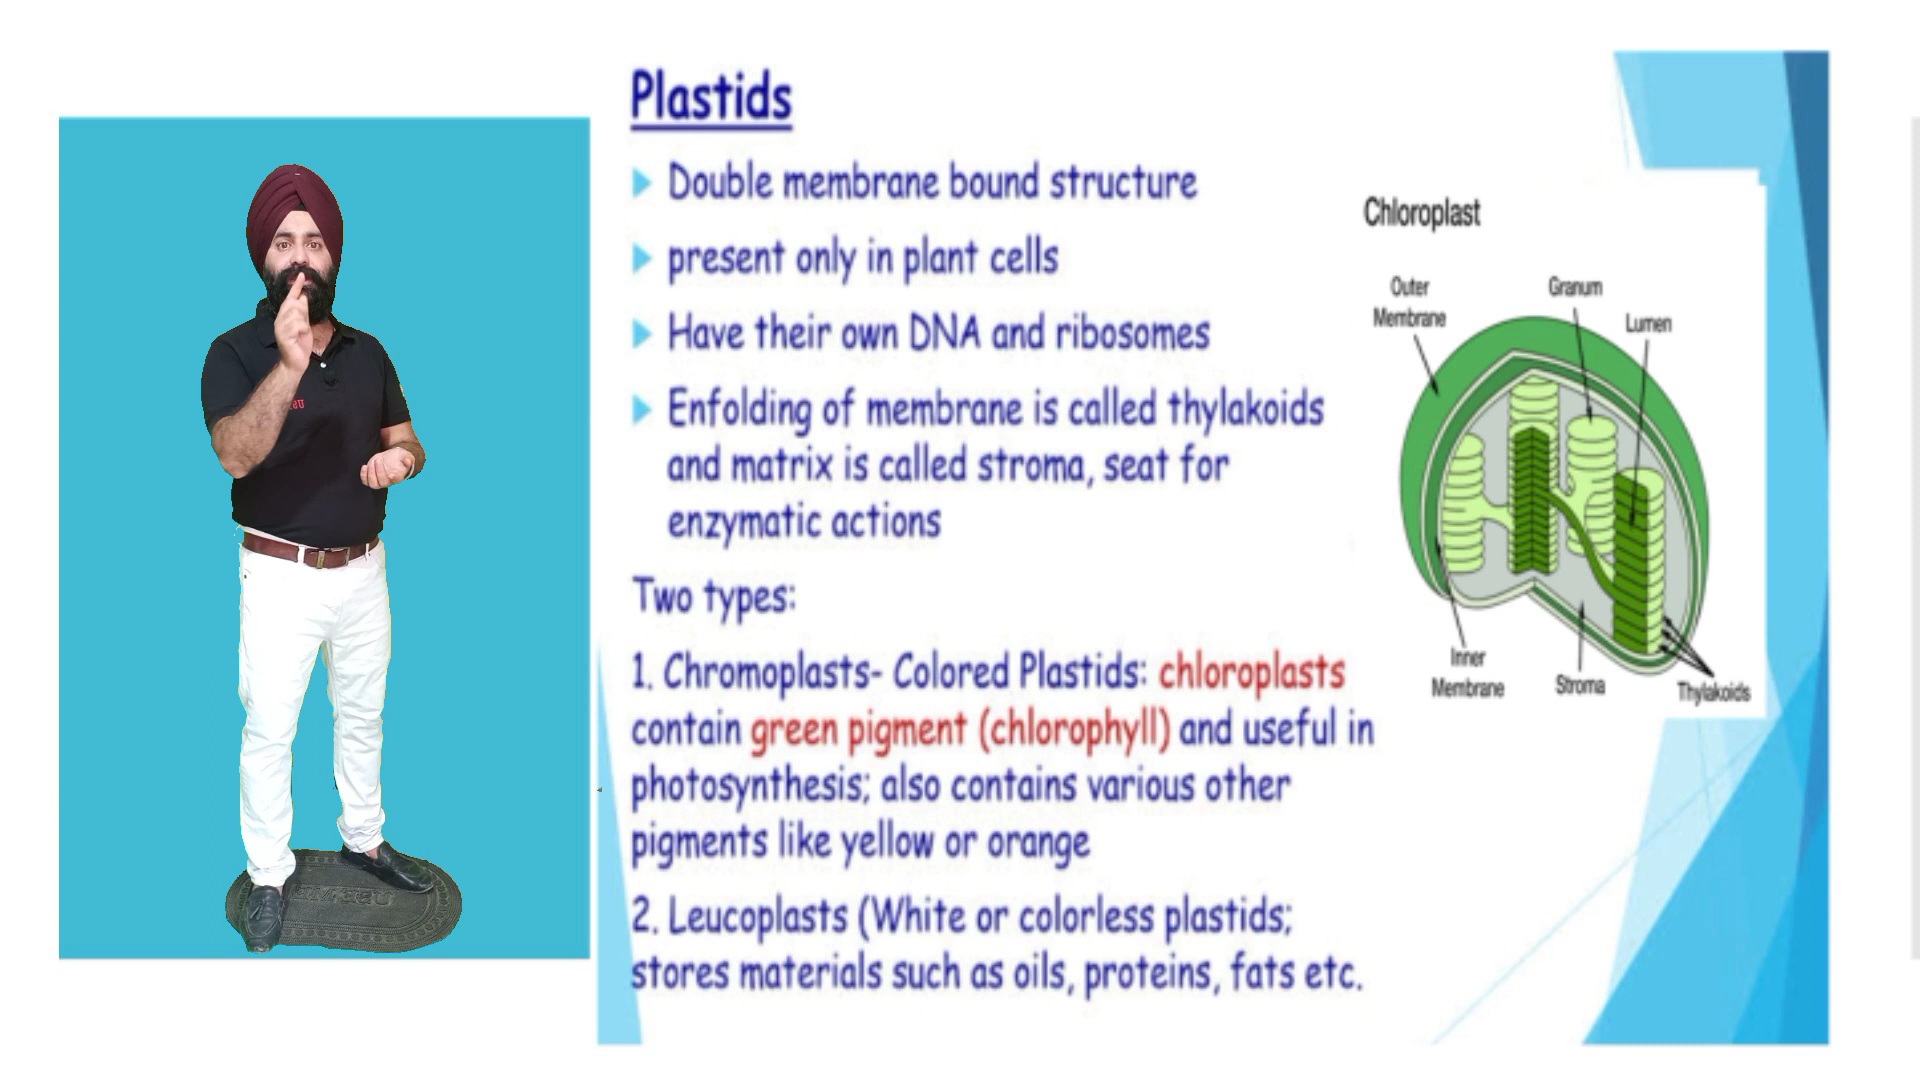 Plastids
Double membrane bound structure
present only in plant cells
Have their own DNA and ribosomes
Enfolding of membrane is called thylakoids
and matrix is called stroma, seat for
enzymatic actions
Two types:
1. Chromoplasts- Colored Plastids: chloroplasts
contain green pigment (chlorophyll) and useful in
photosynthesis; also contains various other
pigments like yellow or orange
2. Leucoplasts (White or colorless plastids;
stores materials such as oils, proteins, fats etc.
Chloroplast
Outer
Membrane
Granum
Lumen
Inner
Membrane
Stroma
Thylakoids